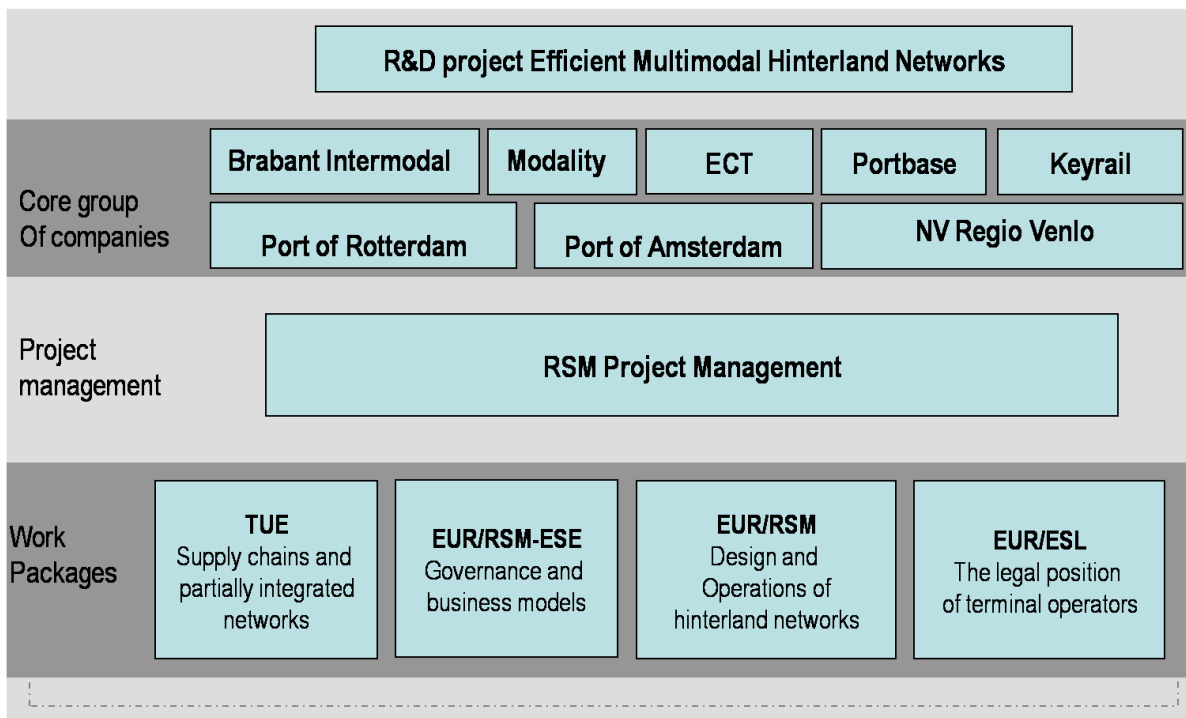 R&D project Efficient Multimodal Hinterland Networks
Core group
Of companies
Brabant Intermodal
Modality
ECT
Portbase
Keyrail
Port of Rotterdam
Port of Amsterdam
NV Regio Venlo
Project
management
RSM Project Management
Work
Packages
TUE
Supply chains and
partially integrated
networks
EUR/RSM-ESE
Governance and
business models
EUR/RSM
Design and
Operations of
hinterland networks
EUR/ESL
The legal position
of terminal operators